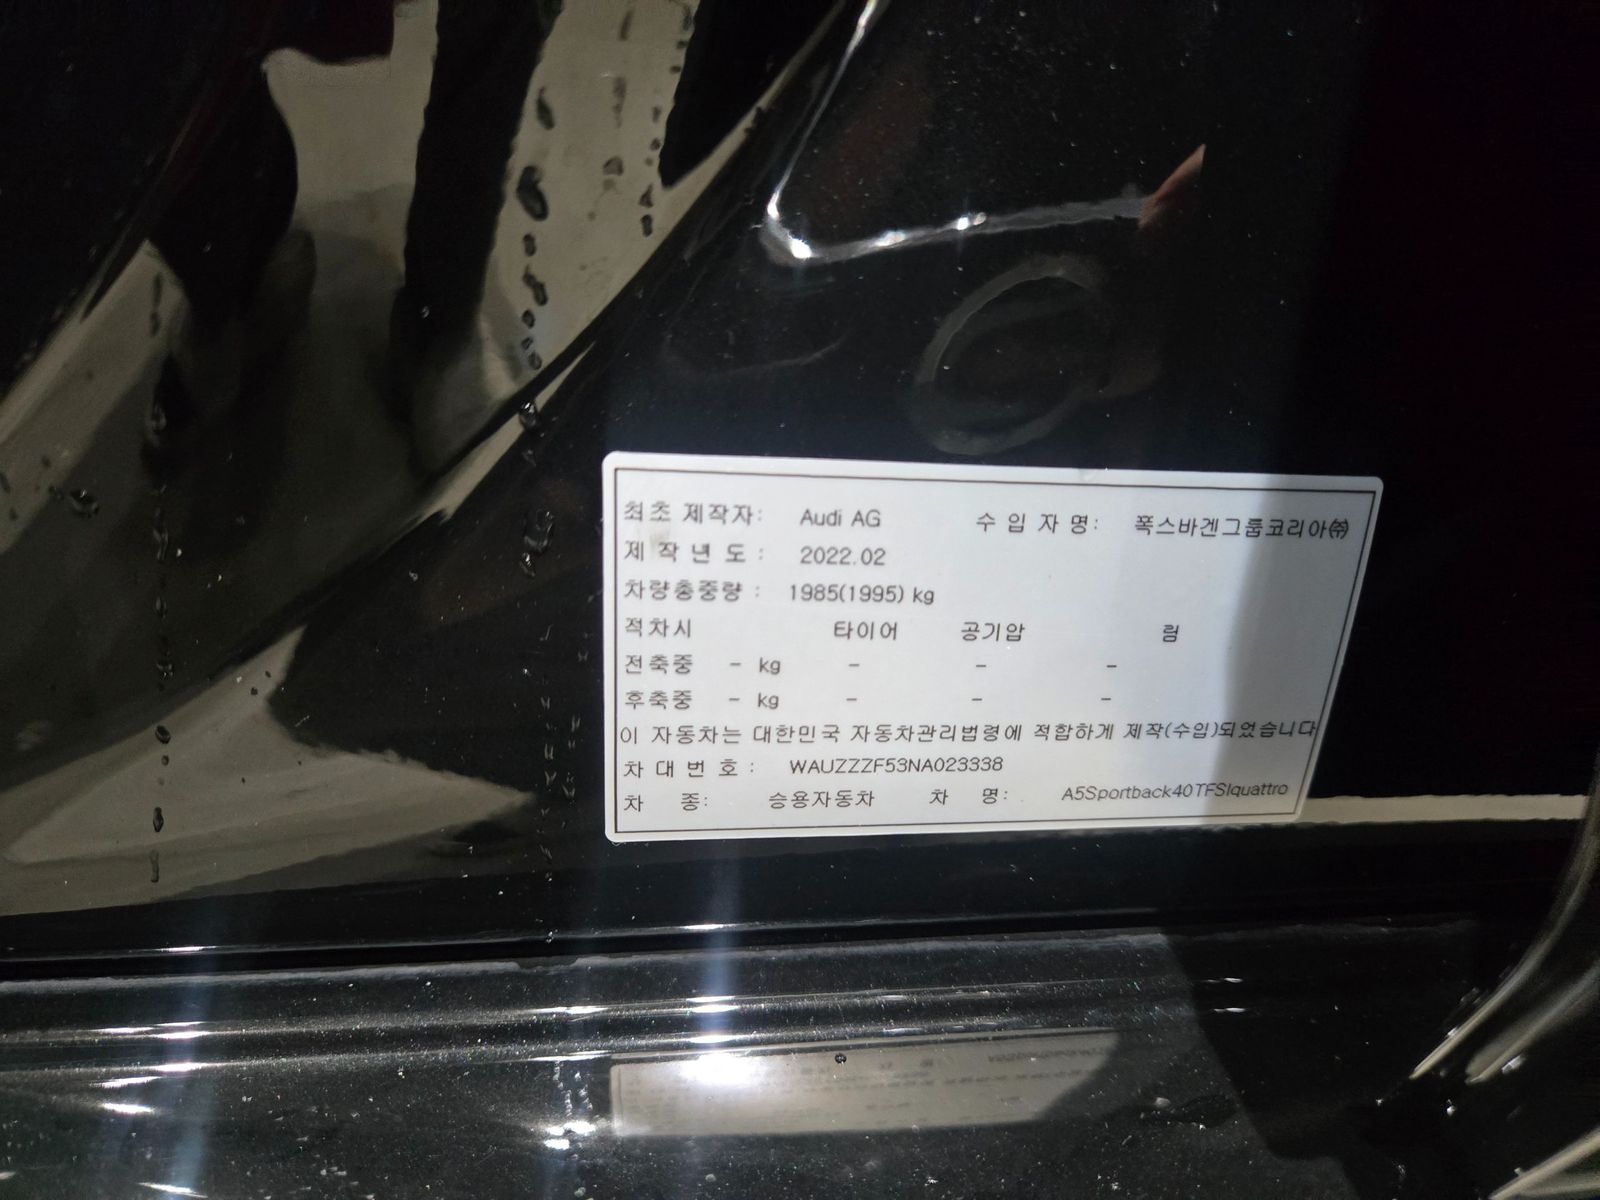 최초 제작자: Audi AG 수 입 자 명: 폭스바겐그룹코리아㈜
제 작 년 도 : 2022.02
차량총중량 : 1985(1995) kg
적차시 타이어 공기압 림
전축중 - kg - - -
후축중 - kg - - -
이 자동차는 대한민국 자동차관리법령에 적합하게 제작(수입)되었습니다
차 대 번 호 : WAUZZZF53NA023338
차 종: 승용자동차 차 명: A5Sportback40TFSIquattro